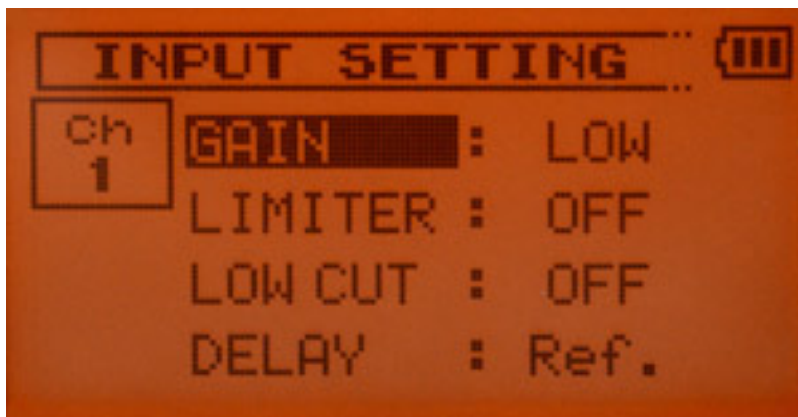 INPUT SETTING
Ch
1
GAIN : LOW
LIMITER : OFF
LOW CUT : OFF
DELAY : Ref.